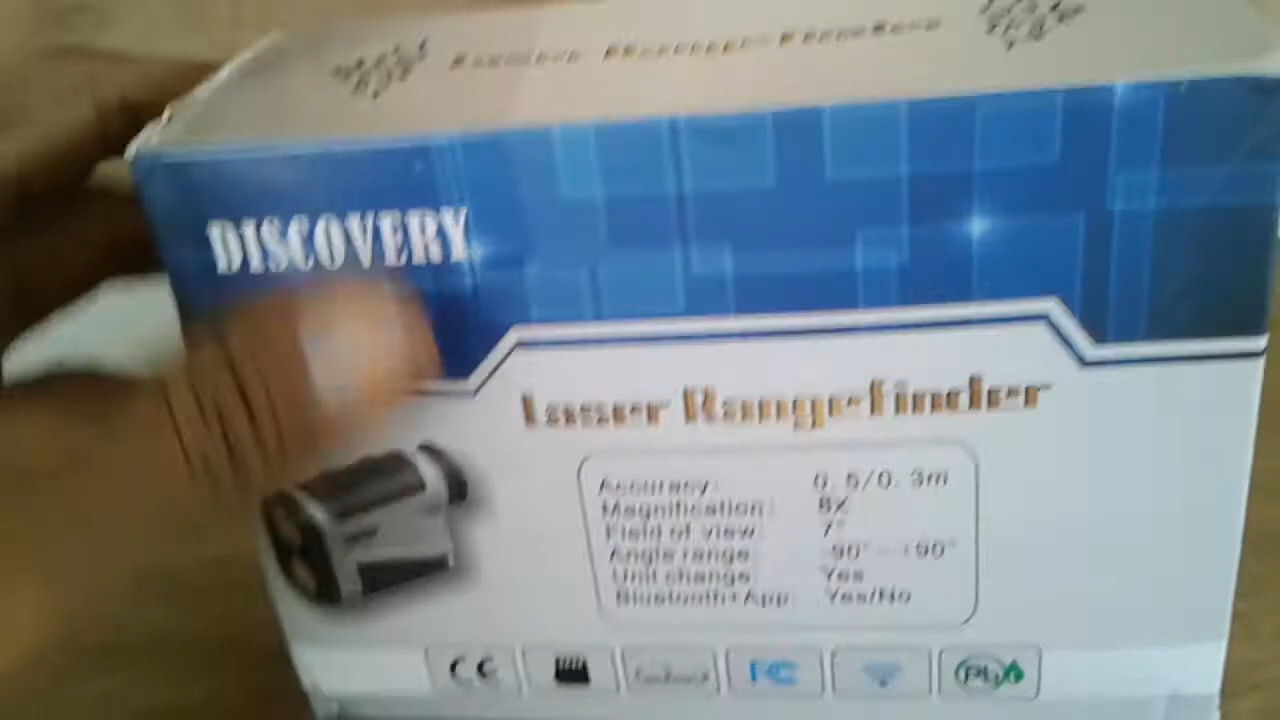 DISCOVERY
Laser Rangefinder
Accuracy: 0.5/0.3m
Magnification: 8X
Field of view: 7°
Angle range: -90°~+90°
Unit change: Yes
Bluetooth+App: Yes/No
CE
FC
Pb